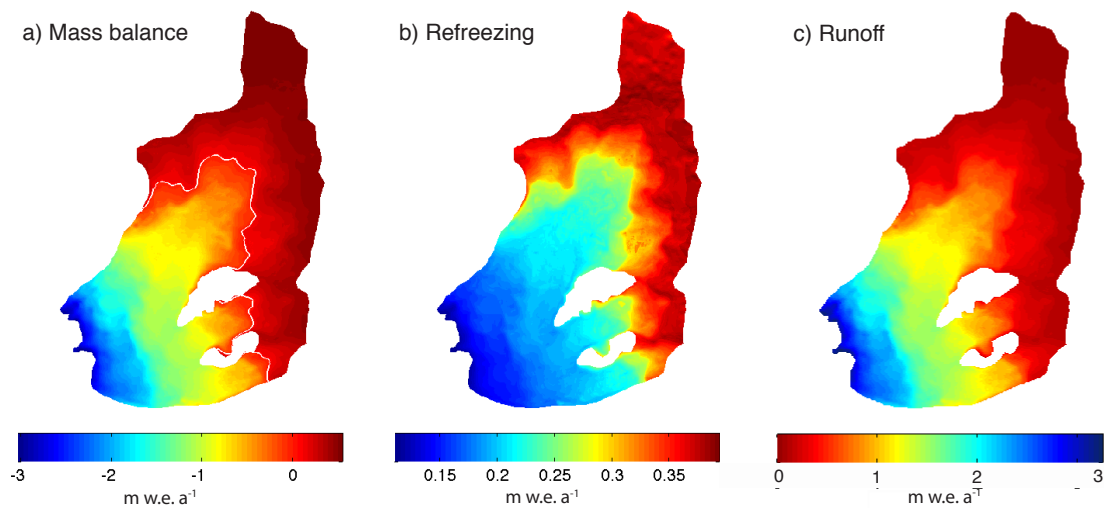 a) Mass balance
b) Refreezing
c) Runoff
-3 -2 -1 0
0.15 0.2 0.25 0.3 0.35
0 1 2 3
m w.e. a⁻¹
m w.e. a⁻¹
m w.e. a⁻¹